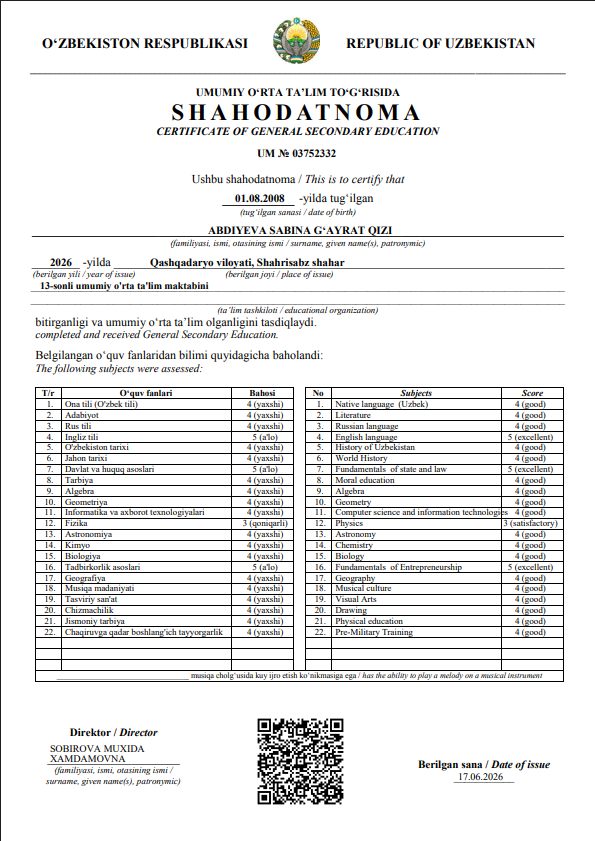 O‘ZBEKISTON RESPUBLIKASI REPUBLIC OF UZBEKISTAN
UMUMIY O‘RTA TA’LIM TO‘G‘RISIDA
SHAHODATNOMA
CERTIFICATE OF GENERAL SECONDARY EDUCATION
UM № 03752332
Ushbu shahodatnoma / This is to certify that
01.08.2008 -yilda tug‘ilgan
(tug‘ilgan sanasi / date of birth)
ABDIYEVA SABINA G‘AYRAT QIZI
(familiyasi, ismi, otasining ismi / surname, given name(s), patronymic)
2026 -yilda Qashqadaryo viloyati, Shahrisabz shahar
(berilgan yili / year of issue) (berilgan joyi / place of issue)
13-sonli umumiy o'rta ta'lim maktabini
(ta’lim tashkiloti / educational organization)
bitirganligi va umumiy o‘rta ta’lim olganligini tasdiqlaydi.
completed and received General Secondary Education.
Belgilangan o‘quv fanlaridan bilimi quyidagicha baholandi:
The following subjects were assessed:
T/r O‘quv fanlari Bahosi No Subjects Score
1. Ona tili (O'zbek tili) 4 (yaxshi) 1. Native language (Uzbek) 4 (good)
2. Adabiyot 4 (yaxshi) 2. Literature 4 (good)
3. Rus tili 4 (yaxshi) 3. Russian language 4 (good)
4. Ingliz tili 5 (a'lo) 4. English language 5 (excellent)
5. O'zbekiston tarixi 4 (yaxshi) 5. History of Uzbekistan 4 (good)
6. Jahon tarixi 4 (yaxshi) 6. World History 4 (good)
7. Davlat va huquq asoslari 5 (a'lo) 7. Fundamentals of state and law 5 (excellent)
8. Tarbiya 4 (yaxshi) 8. Moral education 4 (good)
9. Algebra 4 (yaxshi) 9. Algebra 4 (good)
10. Geometriya 4 (yaxshi) 10. Geometry 4 (good)
11. Informatika va axborot texnologiyalari 4 (yaxshi) 11. Computer science and information technologies 4 (good)
12. Fizika 3 (qoniqarli) 12. Physics 3 (satisfactory)
13. Astronomiya 4 (yaxshi) 13. Astronomy 4 (good)
14. Kimyo 4 (yaxshi) 14. Chemistry 4 (good)
15. Biologiya 4 (yaxshi) 15. Biology 4 (good)
16. Tadbirkorlik asoslari 5 (a'lo) 16. Fundamentals of Entrepreneurship 5 (excellent)
17. Geografiya 4 (yaxshi) 17. Geography 4 (good)
18. Musiqa madaniyati 4 (yaxshi) 18. Musical culture 4 (good)
19. Tasviriy san'at 4 (yaxshi) 19. Visual Arts 4 (good)
20. Chizmachilik 4 (yaxshi) 20. Drawing 4 (good)
21. Jismoniy tarbiya 4 (yaxshi) 21. Physical education 4 (good)
22. Chaqiruvga qadar boshlang'ich tayyorgarlik 4 (yaxshi) 22. Pre-Military Training 4 (good)
musiqa cholg‘usida kuy ijro etish ko‘nikmasiga ega / has the ability to play a melody on a musical instrument
Direktor / Director
SOBIROVA MUXIDA
XAMDAMOVNA
(familiyasi, ismi, otasining ismi /
surname, given name(s), patronymic)
Berilgan sana / Date of issue
17.06.2026